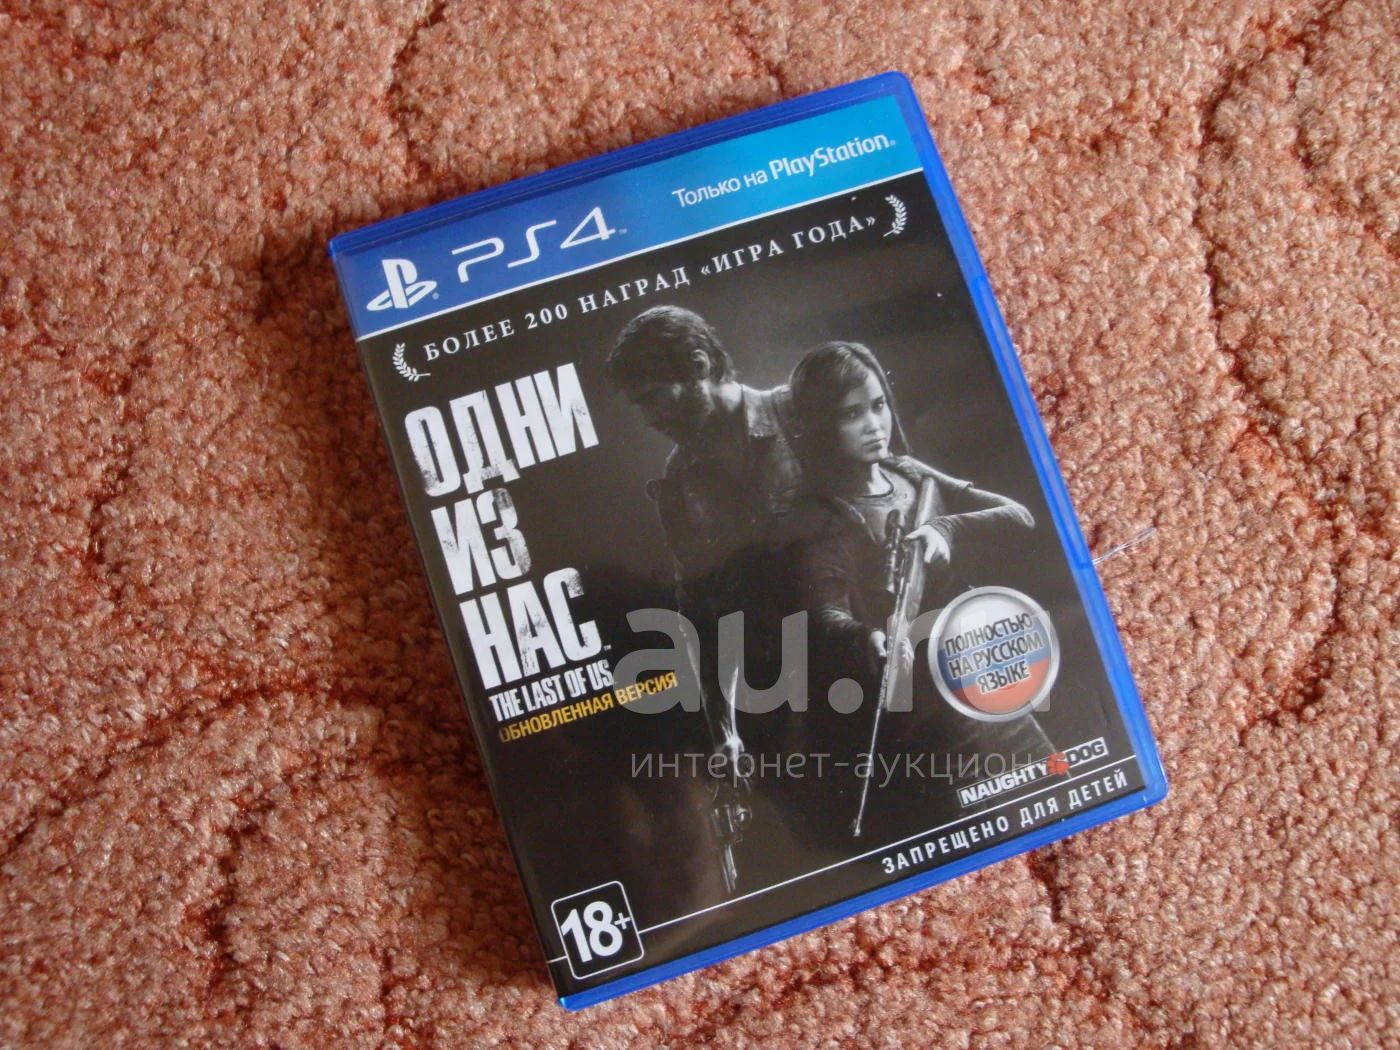 PS4
Только на PlayStation
БОЛЕЕ 200 НАГРАД «ИГРА ГОДА»
ОДНИ
ИЗ
НАС
THE LAST OF US
ОБНОВЛЕННАЯ ВЕРСИЯ
au.ru
интернет-аукцион
ПОЛНОСТЬЮ
НА РУССКОМ
ЯЗЫКЕ
NAUGHTY DOG
ЗАПРЕЩЕНО ДЛЯ ДЕТЕЙ
18+